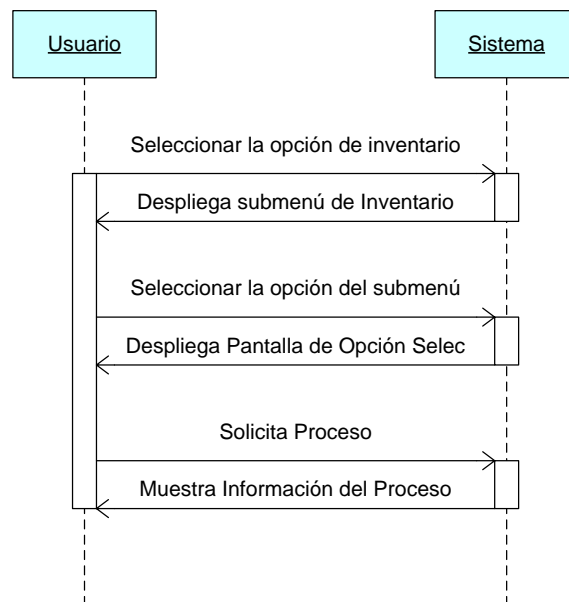 Usuario
Sistema
Seleccionar la opción de inventario
Despliega submenú de Inventario
Seleccionar la opción del submenú
Despliega Pantalla de Opción Selec
Solicita Proceso
Muestra Información del Proceso